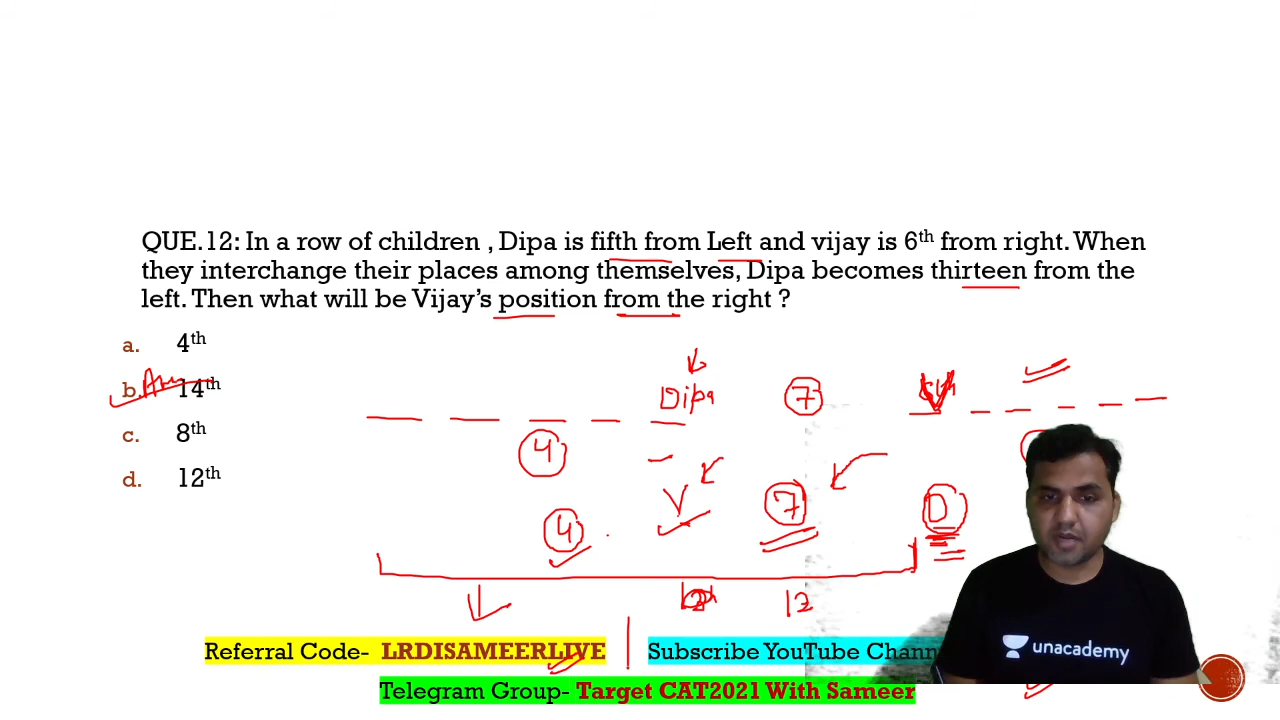 QUE.12: In a row of children , Dipa is fifth from Left and vijay is 6th from right. When
they interchange their places among themselves, Dipa becomes thirteen from the
left. Then what will be Vijay's position from the right ?
a. 4th
b. Ans 14th
c. 8th
d. 12th
Dipa 7
4
4 V 7 D
12
Referral Code- LRDISAMEERLIVE
Subscribe YouTube Chann
unacademy
Telegram Group- Target CAT2021 With Sameer